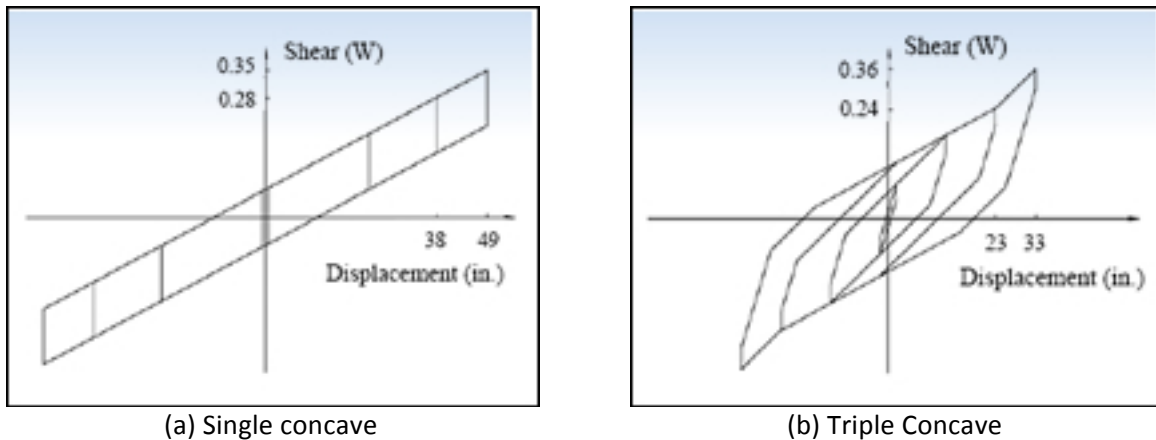 Shear (W)
0.35
0.28
38 49
Displacement (in.)
(a) Single concave
Shear (W)
0.36
0.24
23 33
Displacement (in.)
(b) Triple Concave